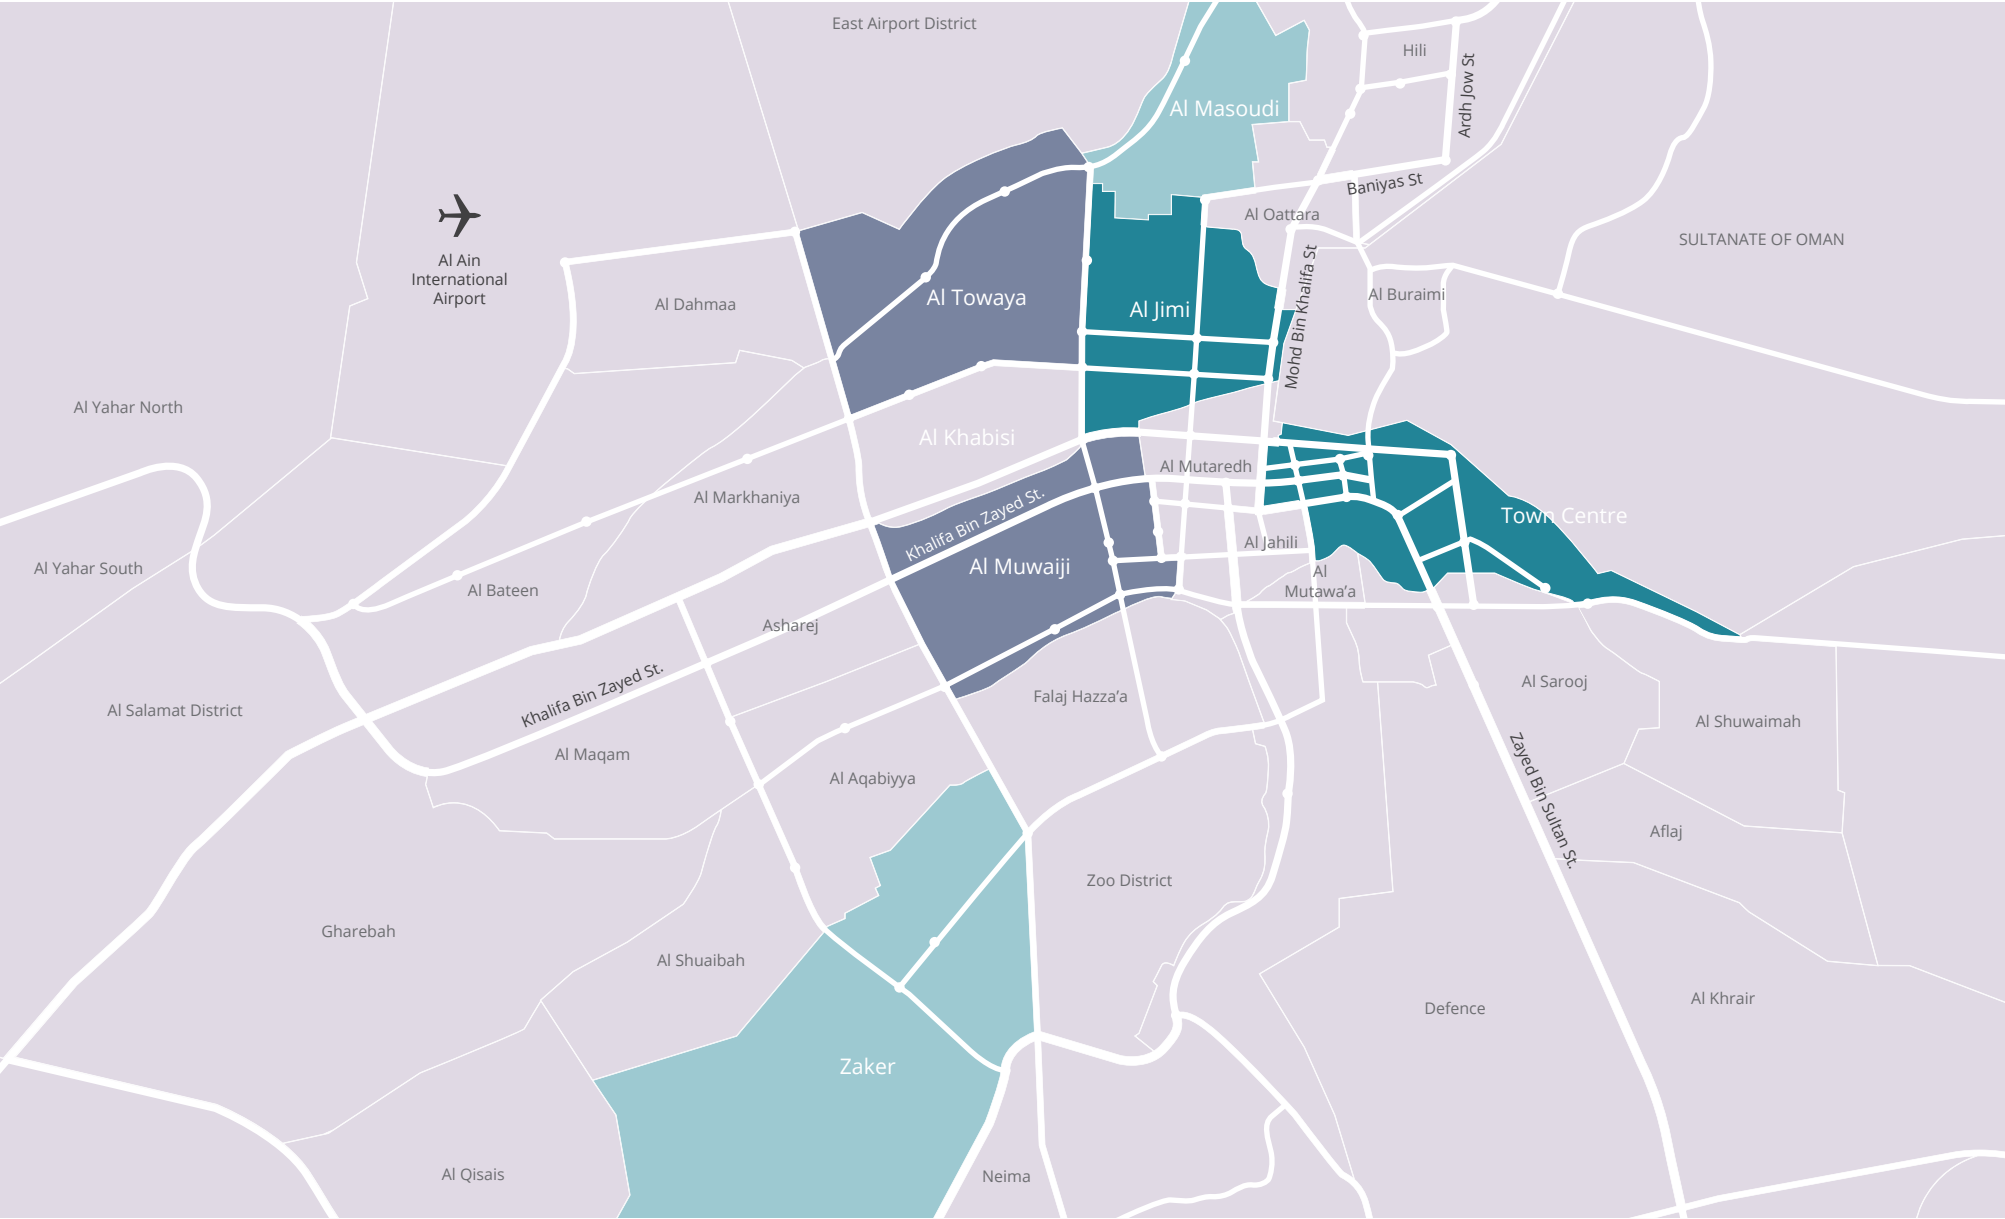 East Airport District
Hili
Ardh Jow St
Al Masoudi
Baniyas St
Al Oattara
SULTANATE OF OMAN
Al Ain
International
Airport
Al Dahmaa
Al Towaya
Al Jimi
Mohd Bin Khalifa St
Al Buraimi
Al Yahar North
Al Khabisi
Al Mutaredh
Al Markhaniya
Khalifa Bin Zayed St.
Town Centre
Al Jahili
Al Yahar South
Al Muwaiji
Al Bateen
Al
Mutawa’a
Asharej
Khalifa Bin Zayed St.
Falaj Hazza’a
Al Sarooj
Al Salamat District
Al Shuwaimah
Al Maqam
Al Aqabiyya
Zayed Bin Sultan St.
Aflaj
Zoo District
Gharebah
Al Shuaibah
Al Khrair
Defence
Zaker
Al Qisais
Neima